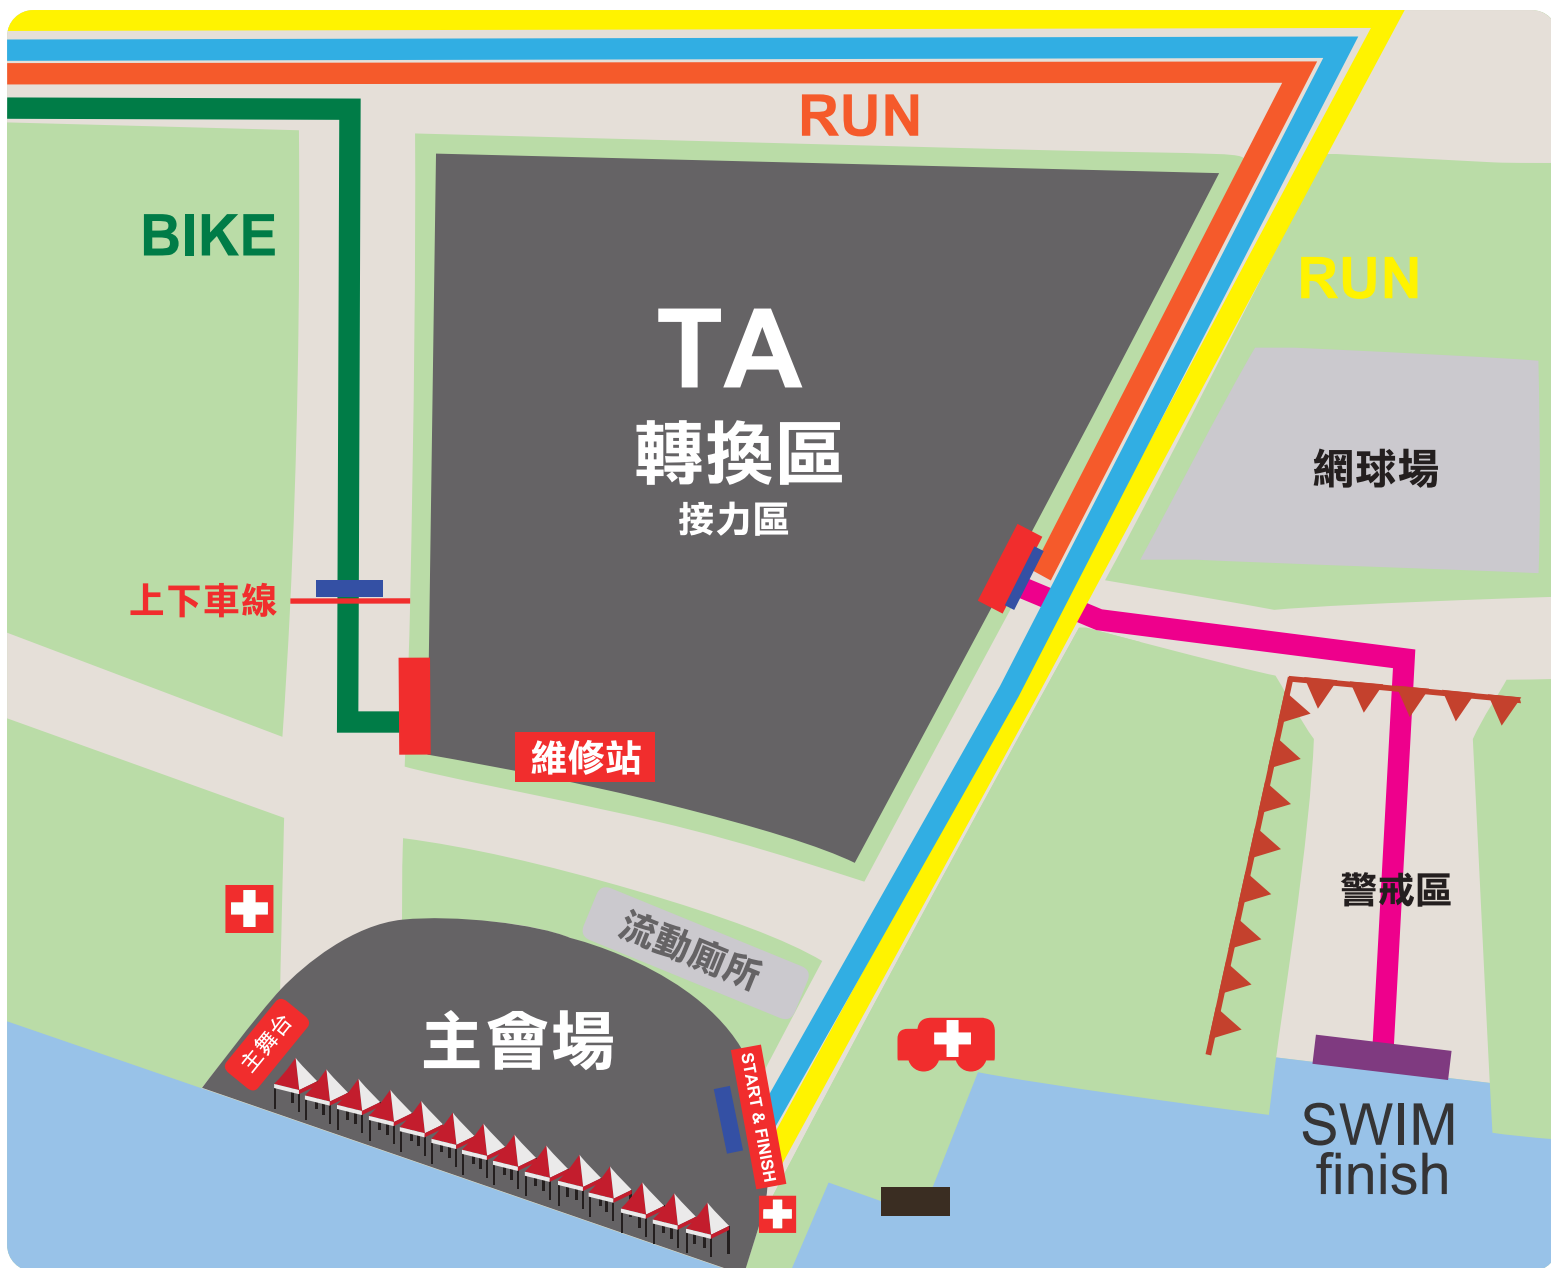 RUN
BIKE
RUN
TA
轉換區
接力區
網球場
上下車線
維修站
警戒區
流動廁所
主舞台
主會場
START & FINISH
SWIM
finish